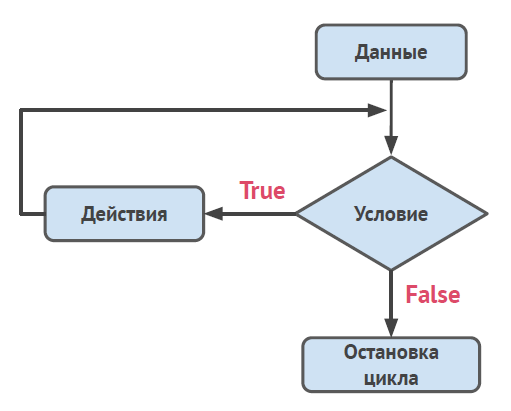 Данные
True
Действия
Условие
False
Остановка
цикла